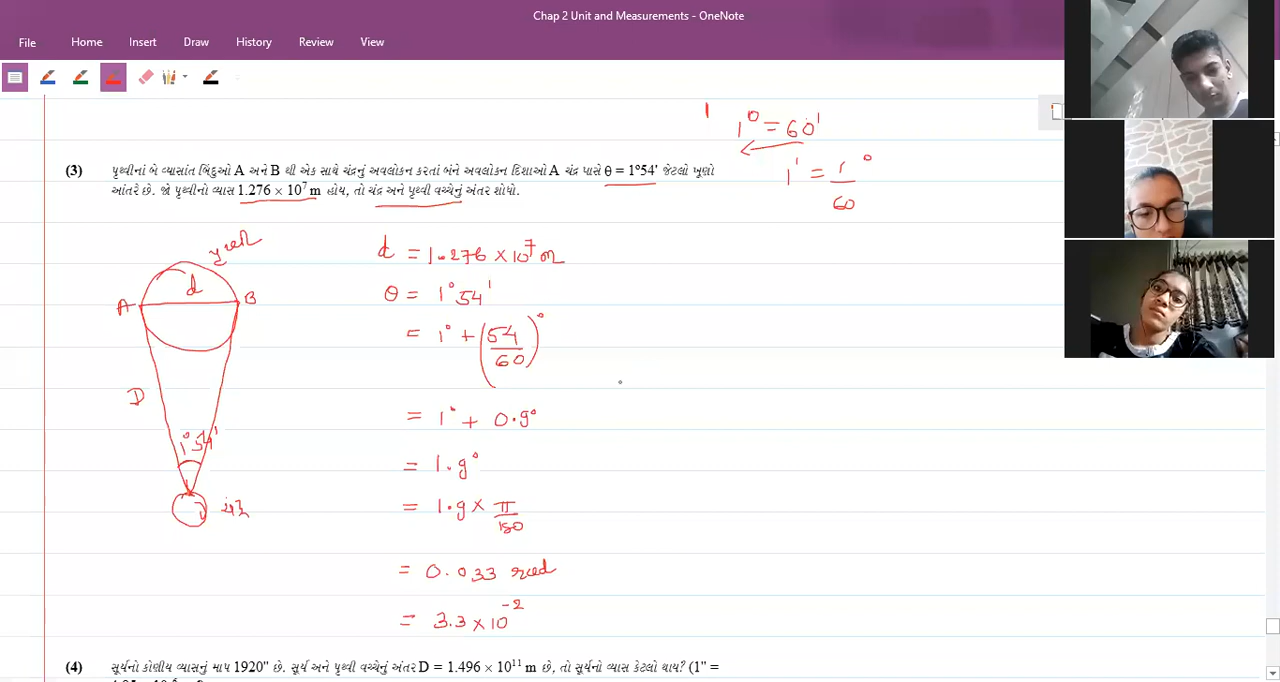 Chap 2 Unit and Measurements - OneNote
File Home Insert Draw History Review View
1° = 60'
1' = 1/60 °
(3) પૃથ્વીનાં બે વ્યાસાંત બિંદુઓ A અને B થી એક સાથે ચંદ્રનું અવલોકન કરતાં બંને અવલોકન દિશાઓ A ચંદ્ર પાસે θ = 1°54' જેટલો ખૂણો
આંતરે છે. જો પૃથ્વીનો વ્યાસ 1.276 × 10⁷ m હોય, તો ચંદ્ર અને પૃથ્વી વચ્ચેનું અંતર શોધો.
પૃથ્વી
d
A B
D
1°54'
ચંદ્ર
d = 1.276 × 10⁷ m
θ = 1°54'
= 1° + (54/60)°
= 1° + 0.9°
= 1.9°
= 1.9 × π/180
= 0.033 rad
= 3.3 × 10⁻²
(4) સૂર્યનો કોણીય વ્યાસનું માપ 1920" છે. સૂર્ય અને પૃથ્વી વચ્ચેનું અંતર D = 1.496 × 10¹¹ m છે, તો સૂર્યનો વ્યાસ કેટલો થાય? (1" =